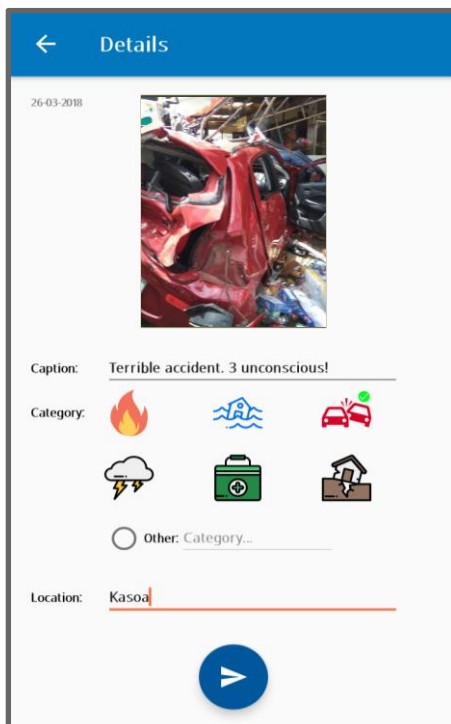 Details
26-03-2018
Caption: Terrible accident. 3 unconscious!
Category:
Other: Category...
Location: Kasoa